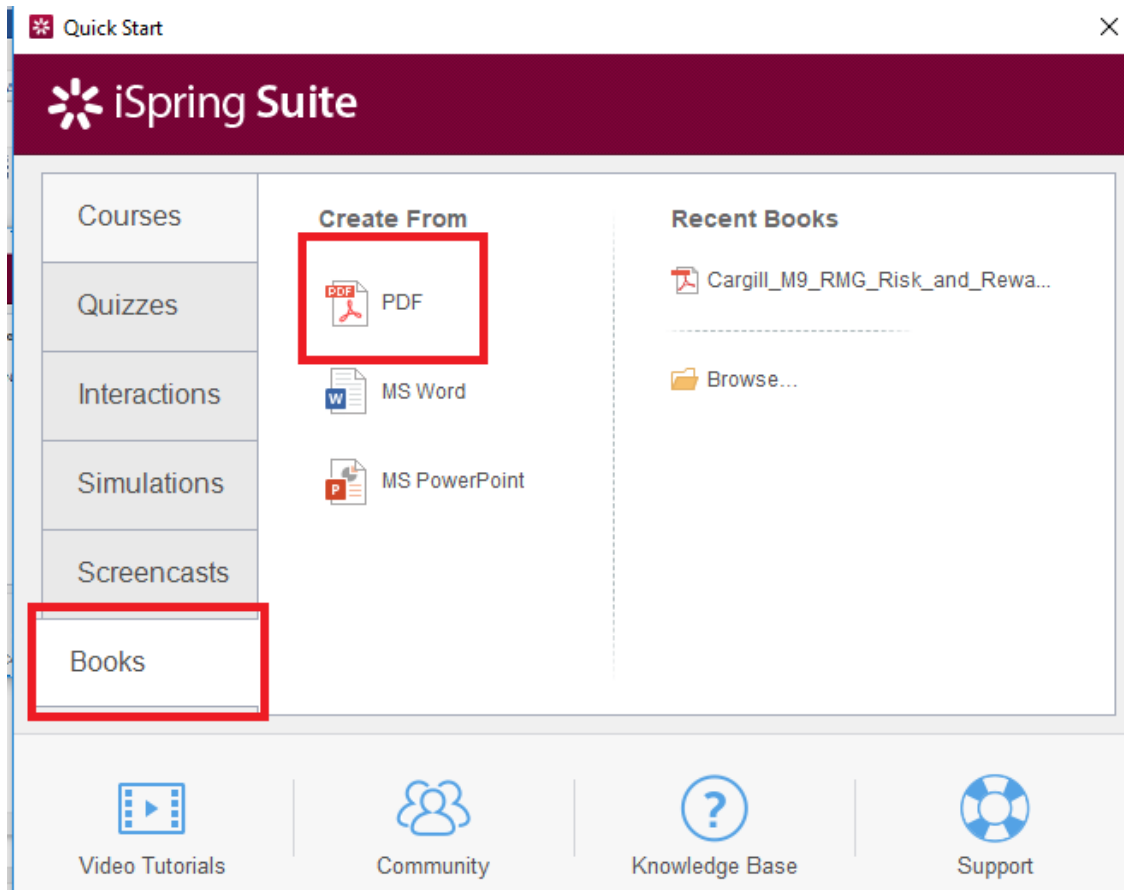 Quick Start
iSpring Suite
Courses
Quizzes
Interactions
Simulations
Screencasts
Books
Create From
PDF
PDF
W
MS Word
P
MS PowerPoint
Recent Books
Cargill_M9_RMG_Risk_and_Rewa...
Browse...
?
Video Tutorials
Community
Knowledge Base
Support